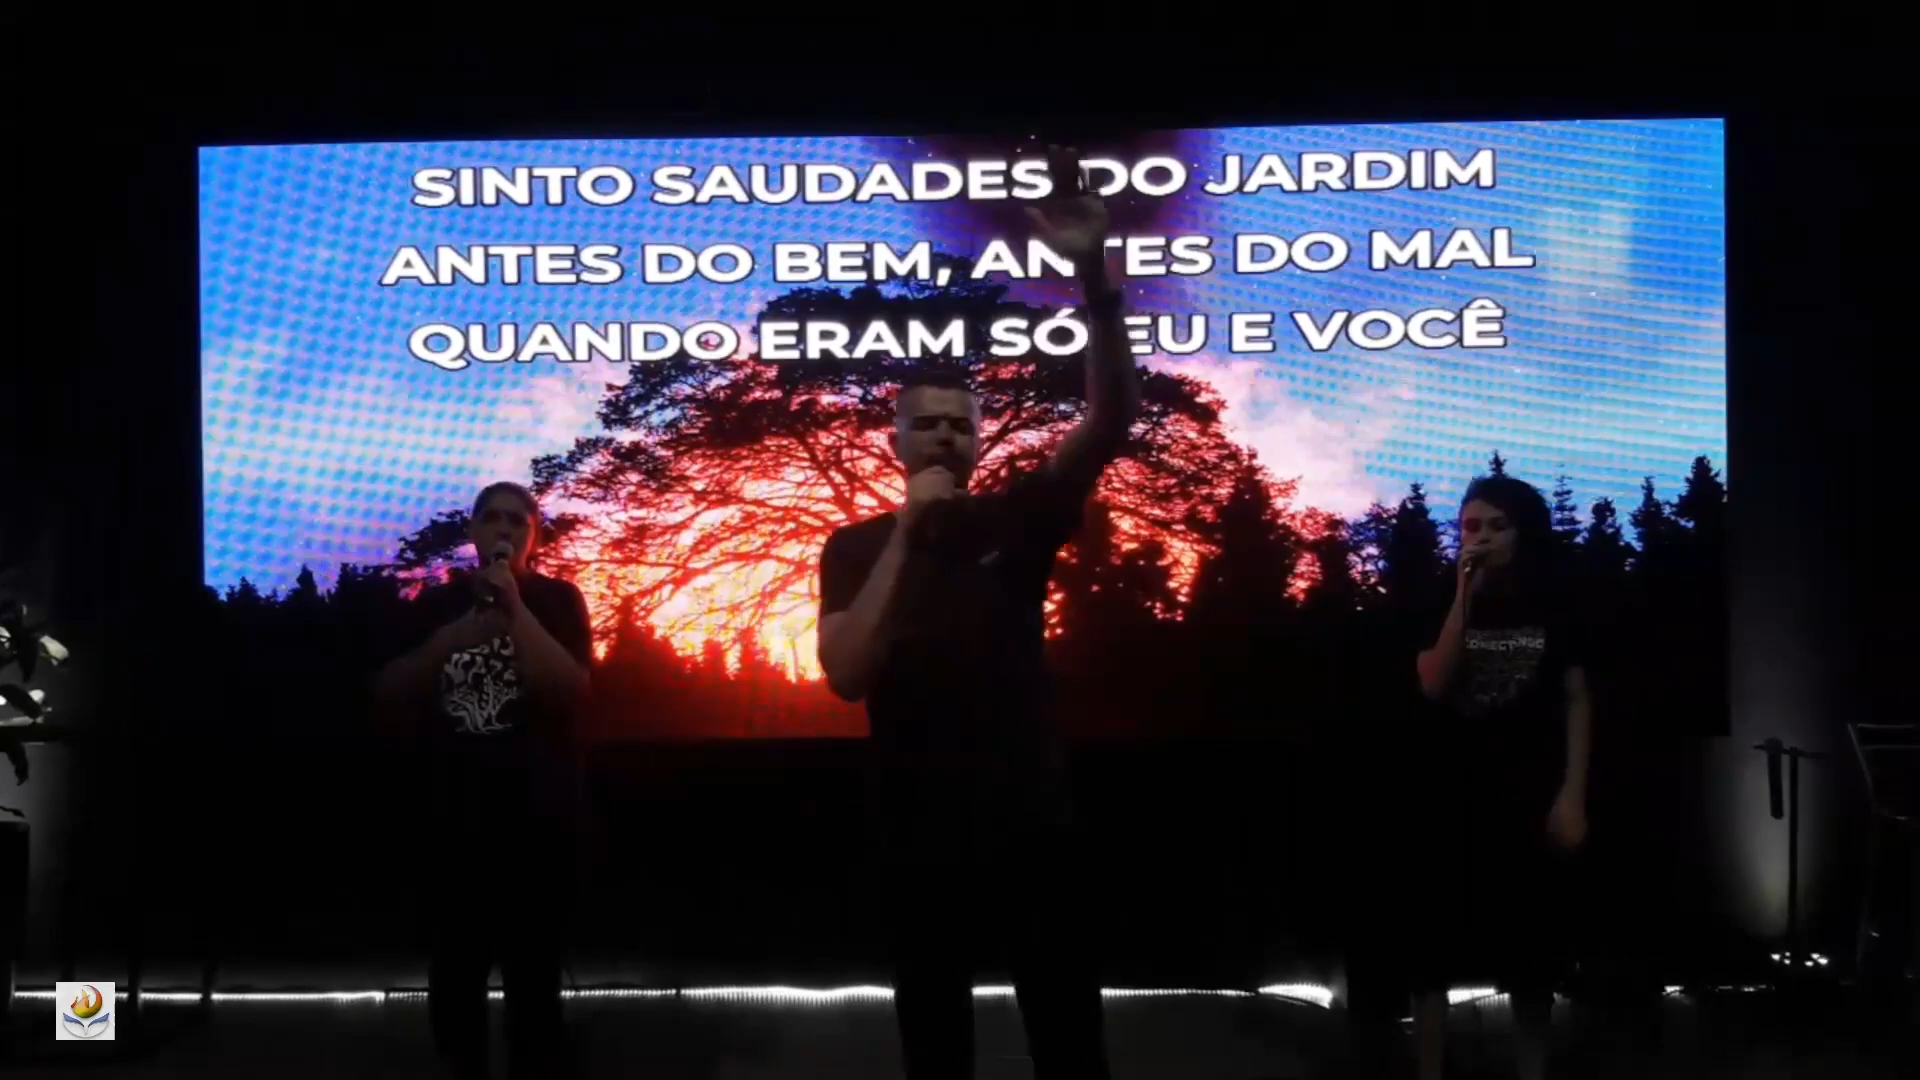 SINTO SAUDADES DO JARDIM
ANTES DO BEM, ANTES DO MAL
QUANDO ERAM SÓ EU E VOCÊ